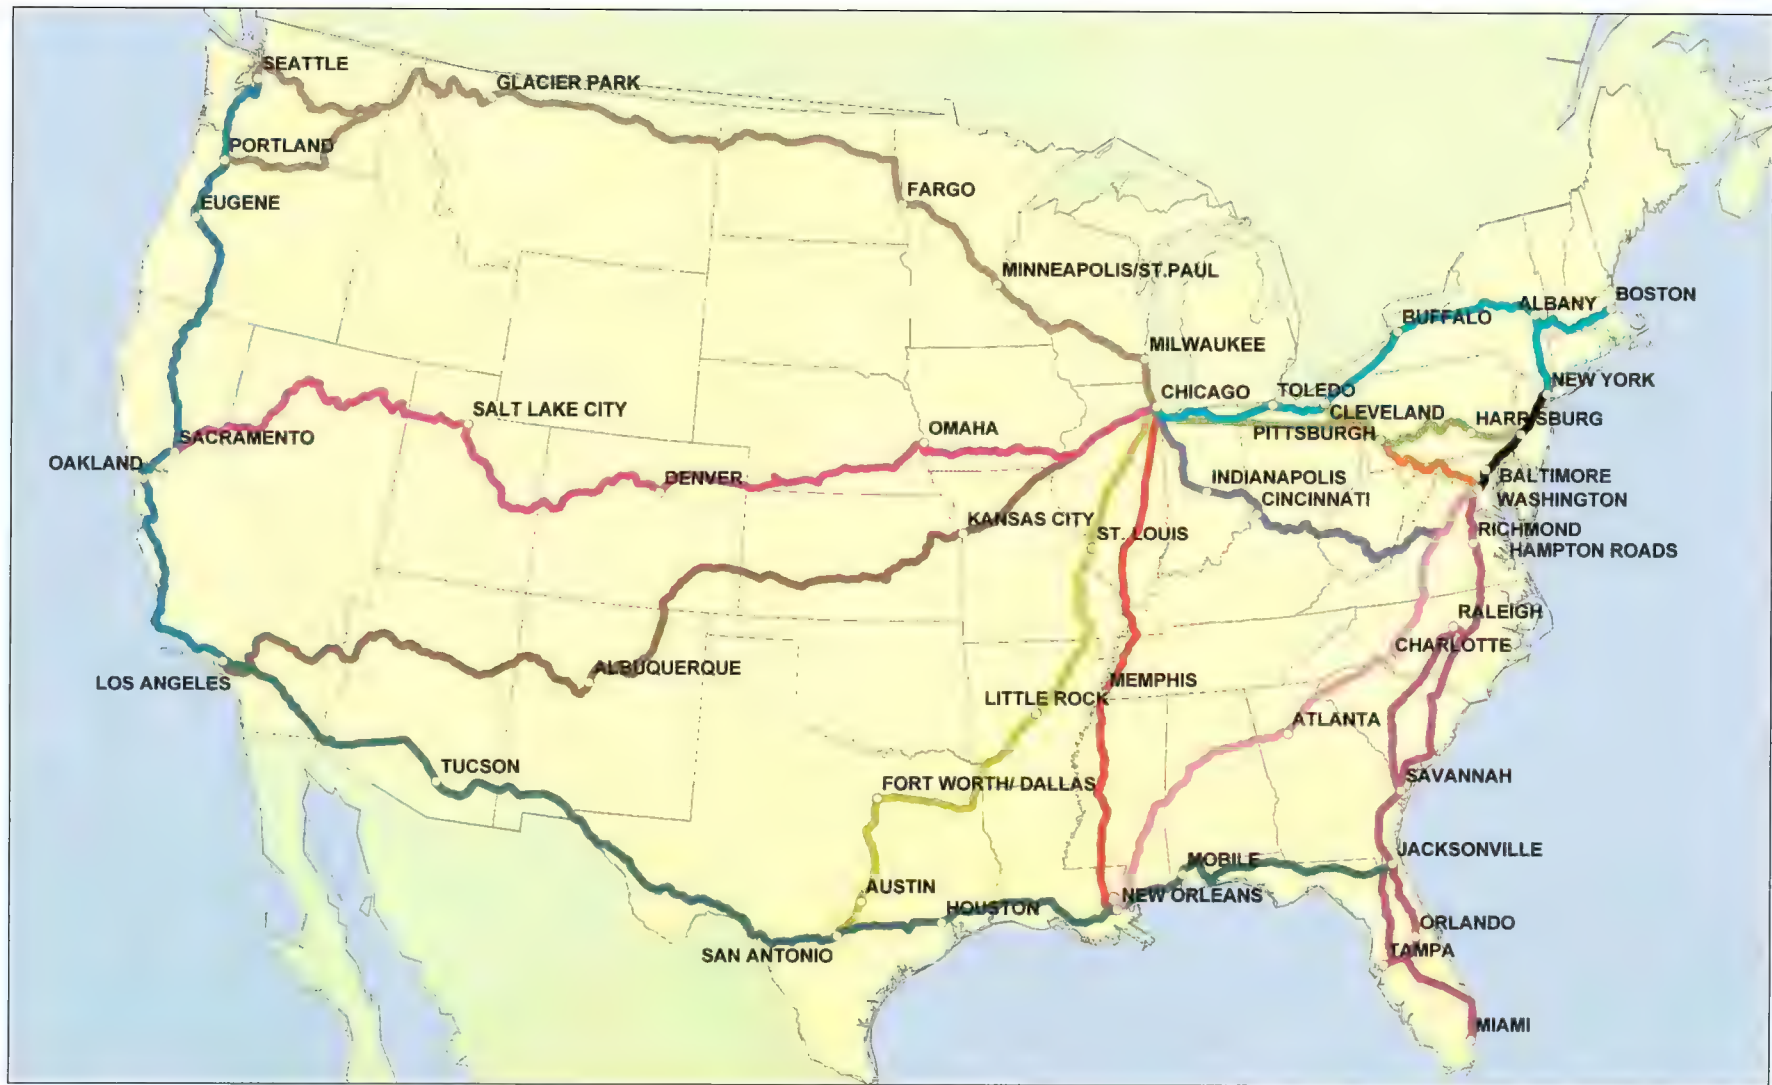 SEATTLE
GLACIER PARK
PORTLAND
FARGO
EUGENE
MINNEAPOLIS/ST.PAUL
BOSTON
ALBANY
BUFFALO
MILWAUKEE
NEW YORK
CHICAGO
TOLEDO
SALT LAKE CITY
CLEVELAND
HARRISBURG
PITTSBURGH
SACRAMENTO
OMAHA
OAKLAND
DENVER
INDIANAPOLIS
BALTIMORE
CINCINNATI
WASHINGTON
KANSAS CITY
ST. LOUIS
RICHMOND
HAMPTON ROADS
RALEIGH
CHARLOTTE
ALBUQUERQUE
LOS ANGELES
MEMPHIS
LITTLE ROCK
ATLANTA
TUCSON
FORT WORTH/ DALLAS
SAVANNAH
JACKSONVILLE
MOBILE
AUSTIN
NEW ORLEANS
HOUSTON
ORLANDO
TAMPA
SAN ANTONIO
MIAMI